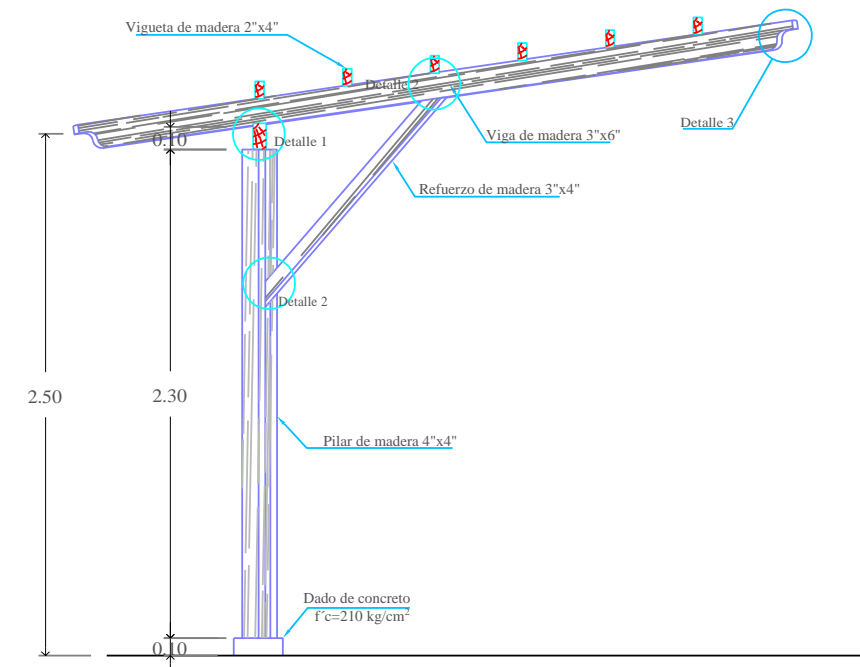 Vigueta de madera 2"x4"
Detalle 2
Detalle 3
Viga de madera 3"x6"
0.10
Detalle 1
Refuerzo de madera 3"x4"
Detalle 2
2.50
2.30
Pilar de madera 4"x4"
Dado de concreto
f´c=210 kg/cm²
0.10